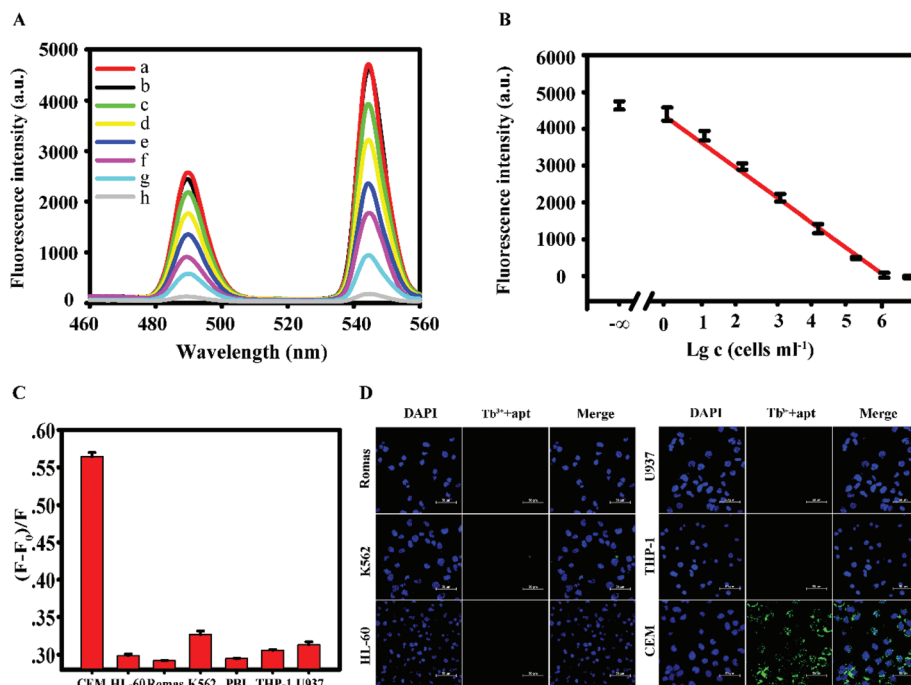 A
Fluorescence intensity (a.u.)
5000
4000
3000
2000
1000
0
a
b
c
d
e
f
g
h
460 480 500 520 540 560
Wavelength (nm)
B
Fluorescence intensity (a.u.)
6000
5000
4000
3000
2000
1000
0
-∞ 0 1 2 3 4 5 6
Lg c (cells ml⁻¹)
C
(F-F₀)/F
.60
.55
.50
.45
.40
.35
.30
CEM HL-60 Romas K562 PBL THP-1 U937
D
DAPI Tb³⁺+apt Merge
Romas
K562
HL-60
DAPI Tb³⁺+apt Merge
U937
THP-1
CEM